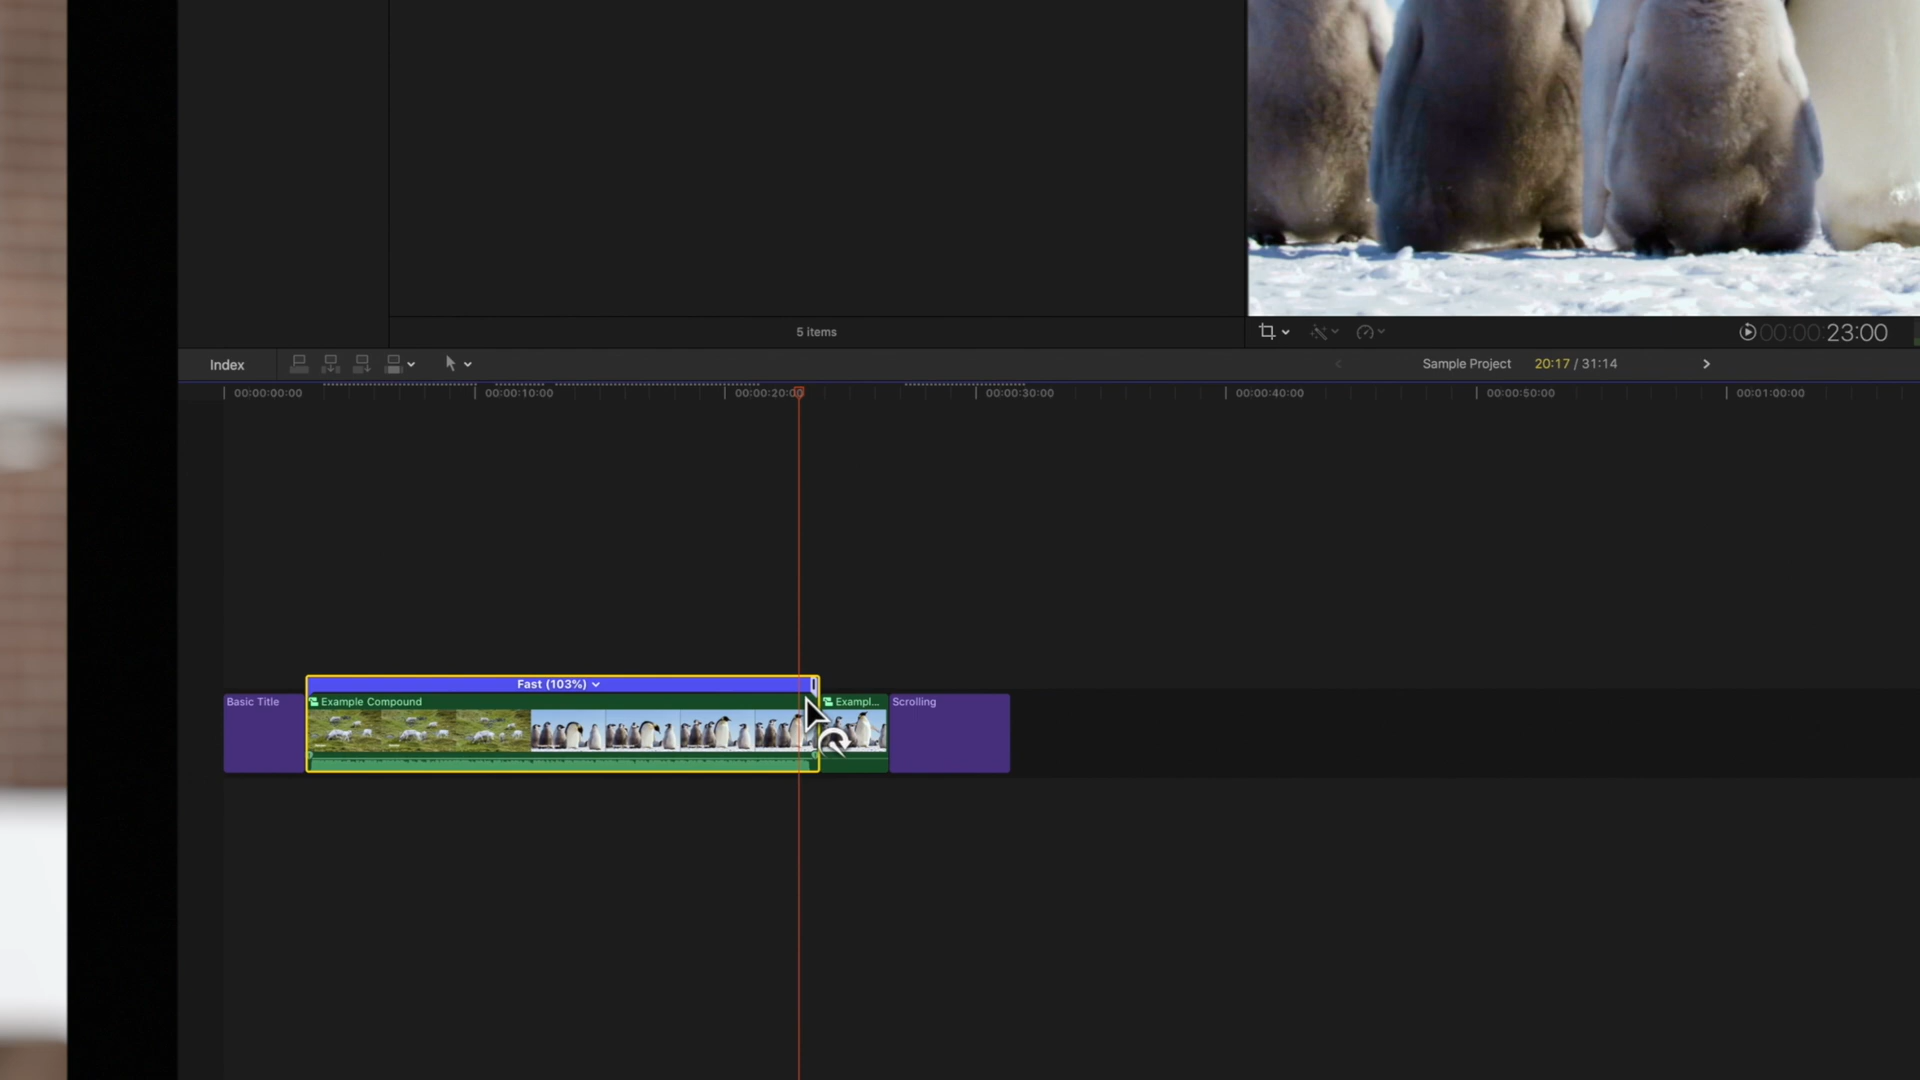 5 items
00:00:23:00
Index
Sample Project 20:17 / 31:14
00:00:00:00 00:00:10:00 00:00:20:00 00:00:30:00 00:00:40:00 00:00:50:00 00:01:00:00
Fast (103%)
Basic Title Example Compound Exampl... Scrolling